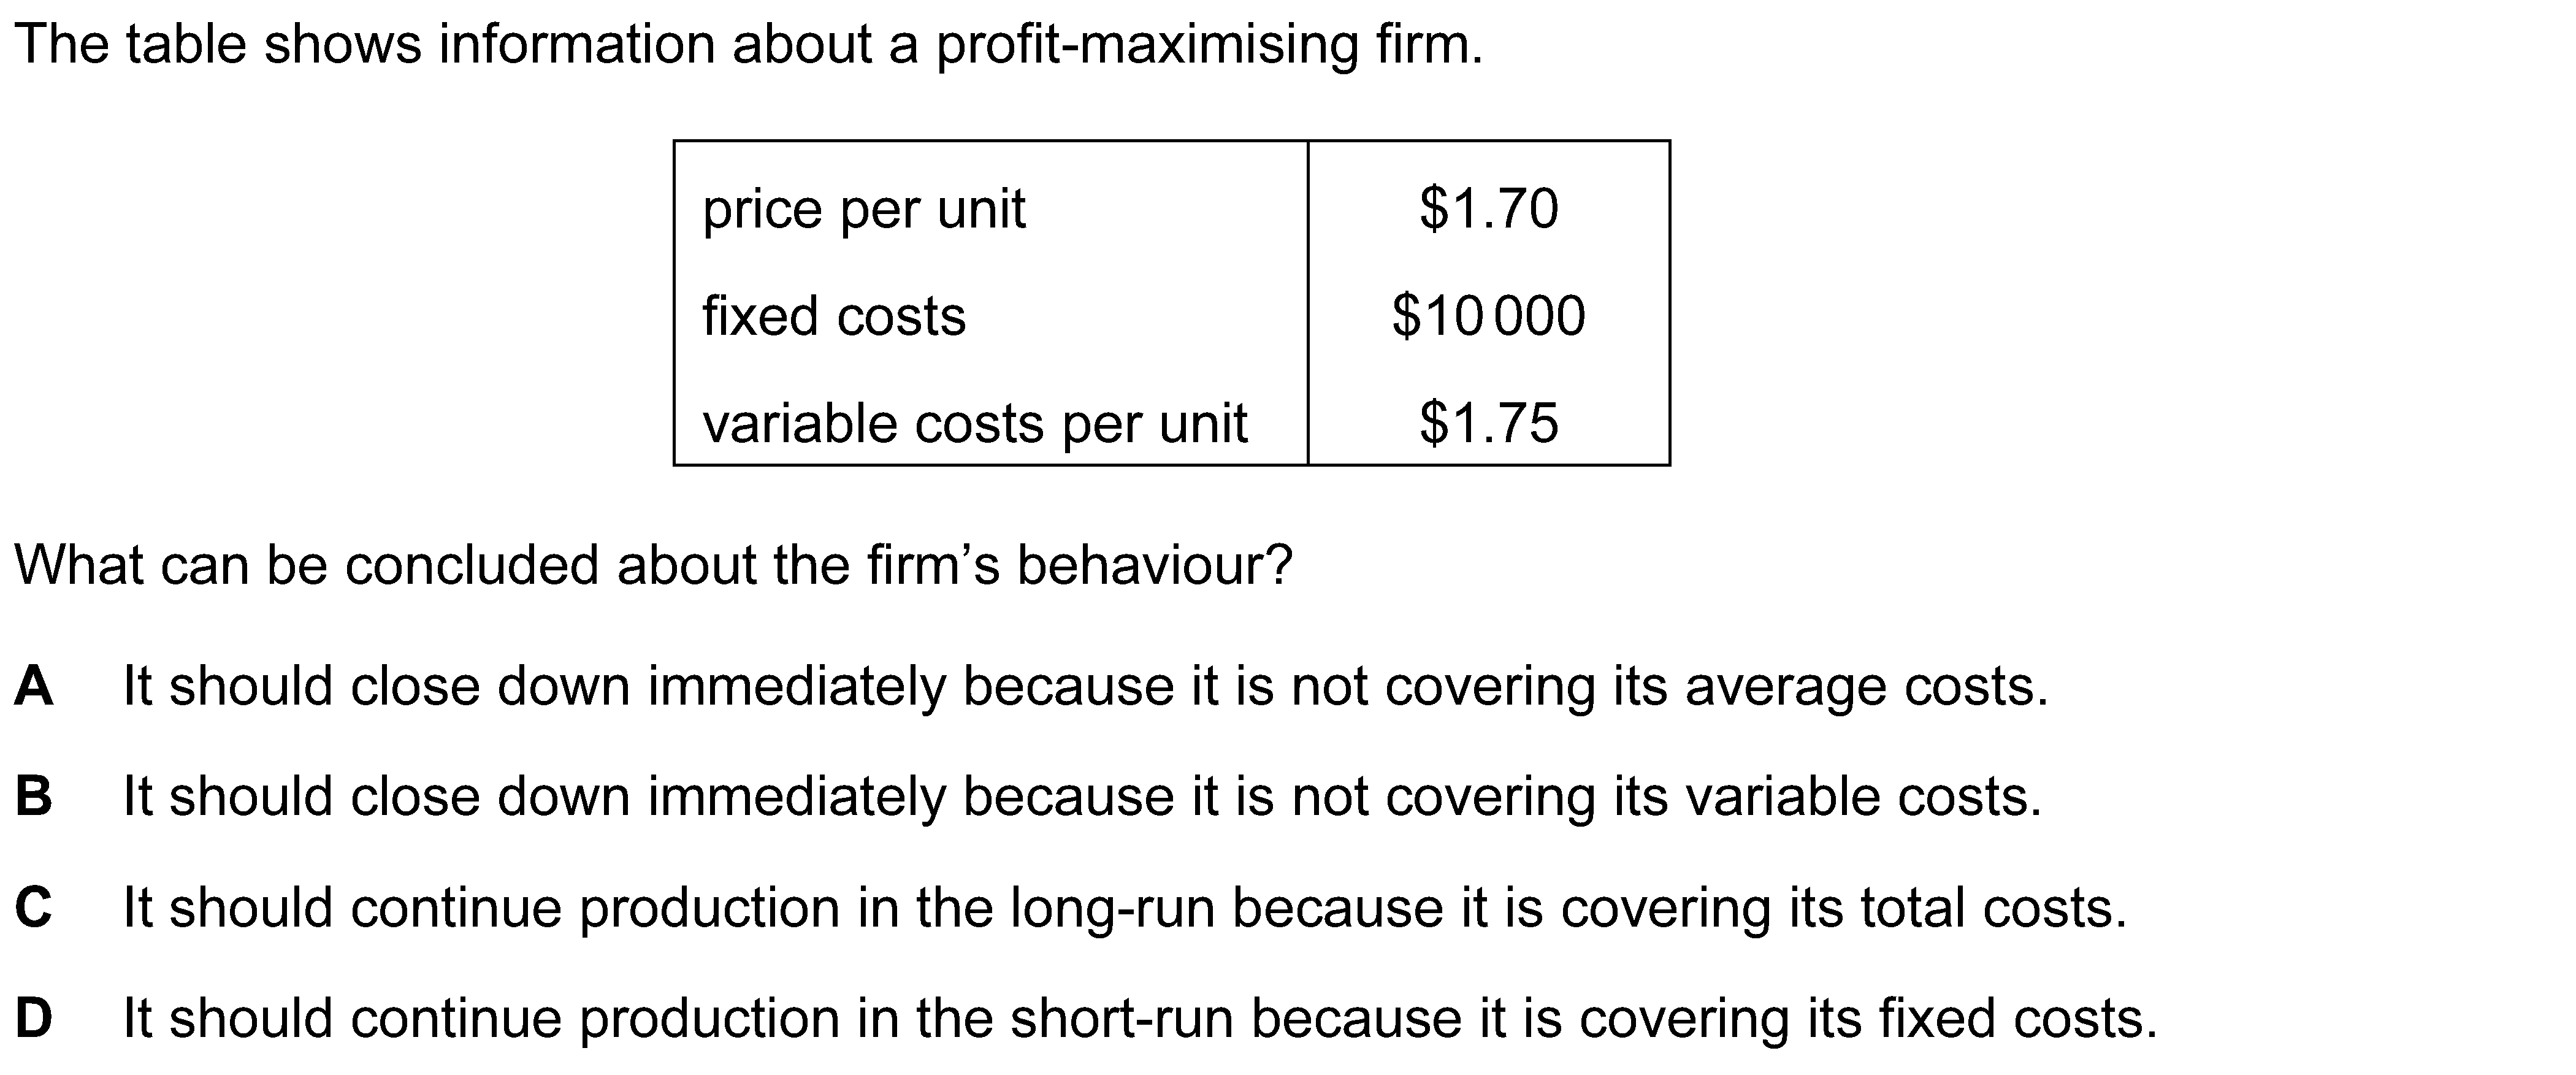 The table shows information about a profit-maximising firm.
price per unit $1.70
fixed costs $10 000
variable costs per unit $1.75
What can be concluded about the firm’s behaviour?
A It should close down immediately because it is not covering its average costs.
B It should close down immediately because it is not covering its variable costs.
C It should continue production in the long-run because it is covering its total costs.
D It should continue production in the short-run because it is covering its fixed costs.